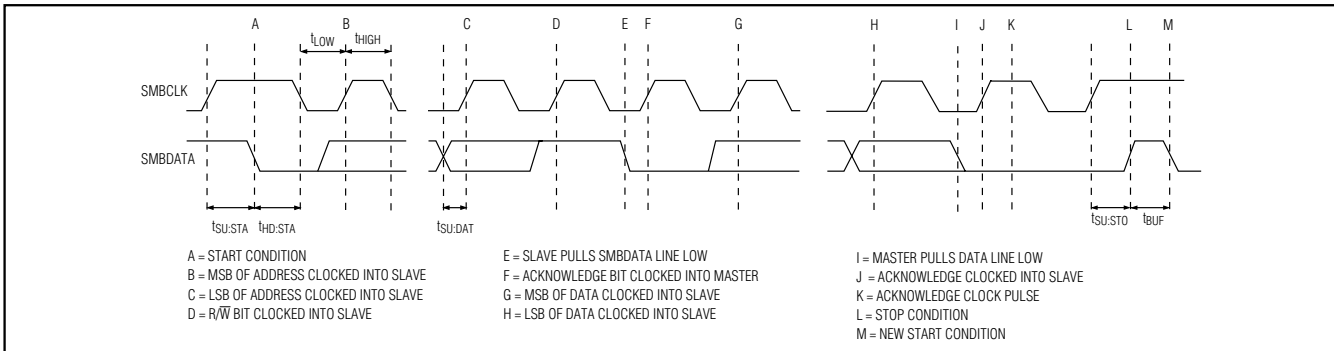 A B C D E F G H I J K L M
tLOW tHIGH
SMBCLK
SMBDATA
tSU:STA tHD:STA tSU:DAT tSU:STO tBUF
A = START CONDITION
B = MSB OF ADDRESS CLOCKED INTO SLAVE
C = LSB OF ADDRESS CLOCKED INTO SLAVE
D = R/W̅ BIT CLOCKED INTO SLAVE
E = SLAVE PULLS SMBDATA LINE LOW
F = ACKNOWLEDGE BIT CLOCKED INTO MASTER
G = MSB OF DATA CLOCKED INTO SLAVE
H = LSB OF DATA CLOCKED INTO SLAVE
I = MASTER PULLS DATA LINE LOW
J = ACKNOWLEDGE CLOCKED INTO SLAVE
K = ACKNOWLEDGE CLOCK PULSE
L = STOP CONDITION
M = NEW START CONDITION